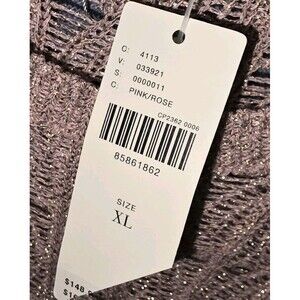 O: 4113
V: 033921
S: 0000011
C: PINK/ROSE
CP2362 0006
85861862
SIZE
XL
$148